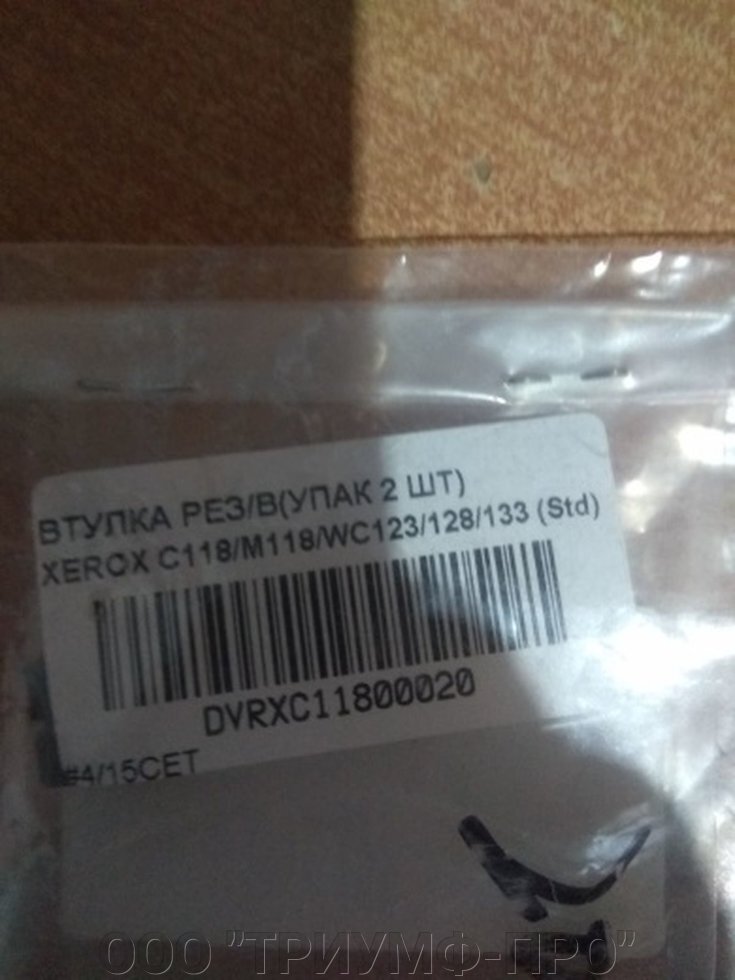 ВТУЛКА РЕЗ/В(УПАК 2 ШТ)
XEROX C118/M118/WC123/128/133 (Std)
DVRXC11800020
#4/15CET
ООО "ТРИУМФ-ПРО"